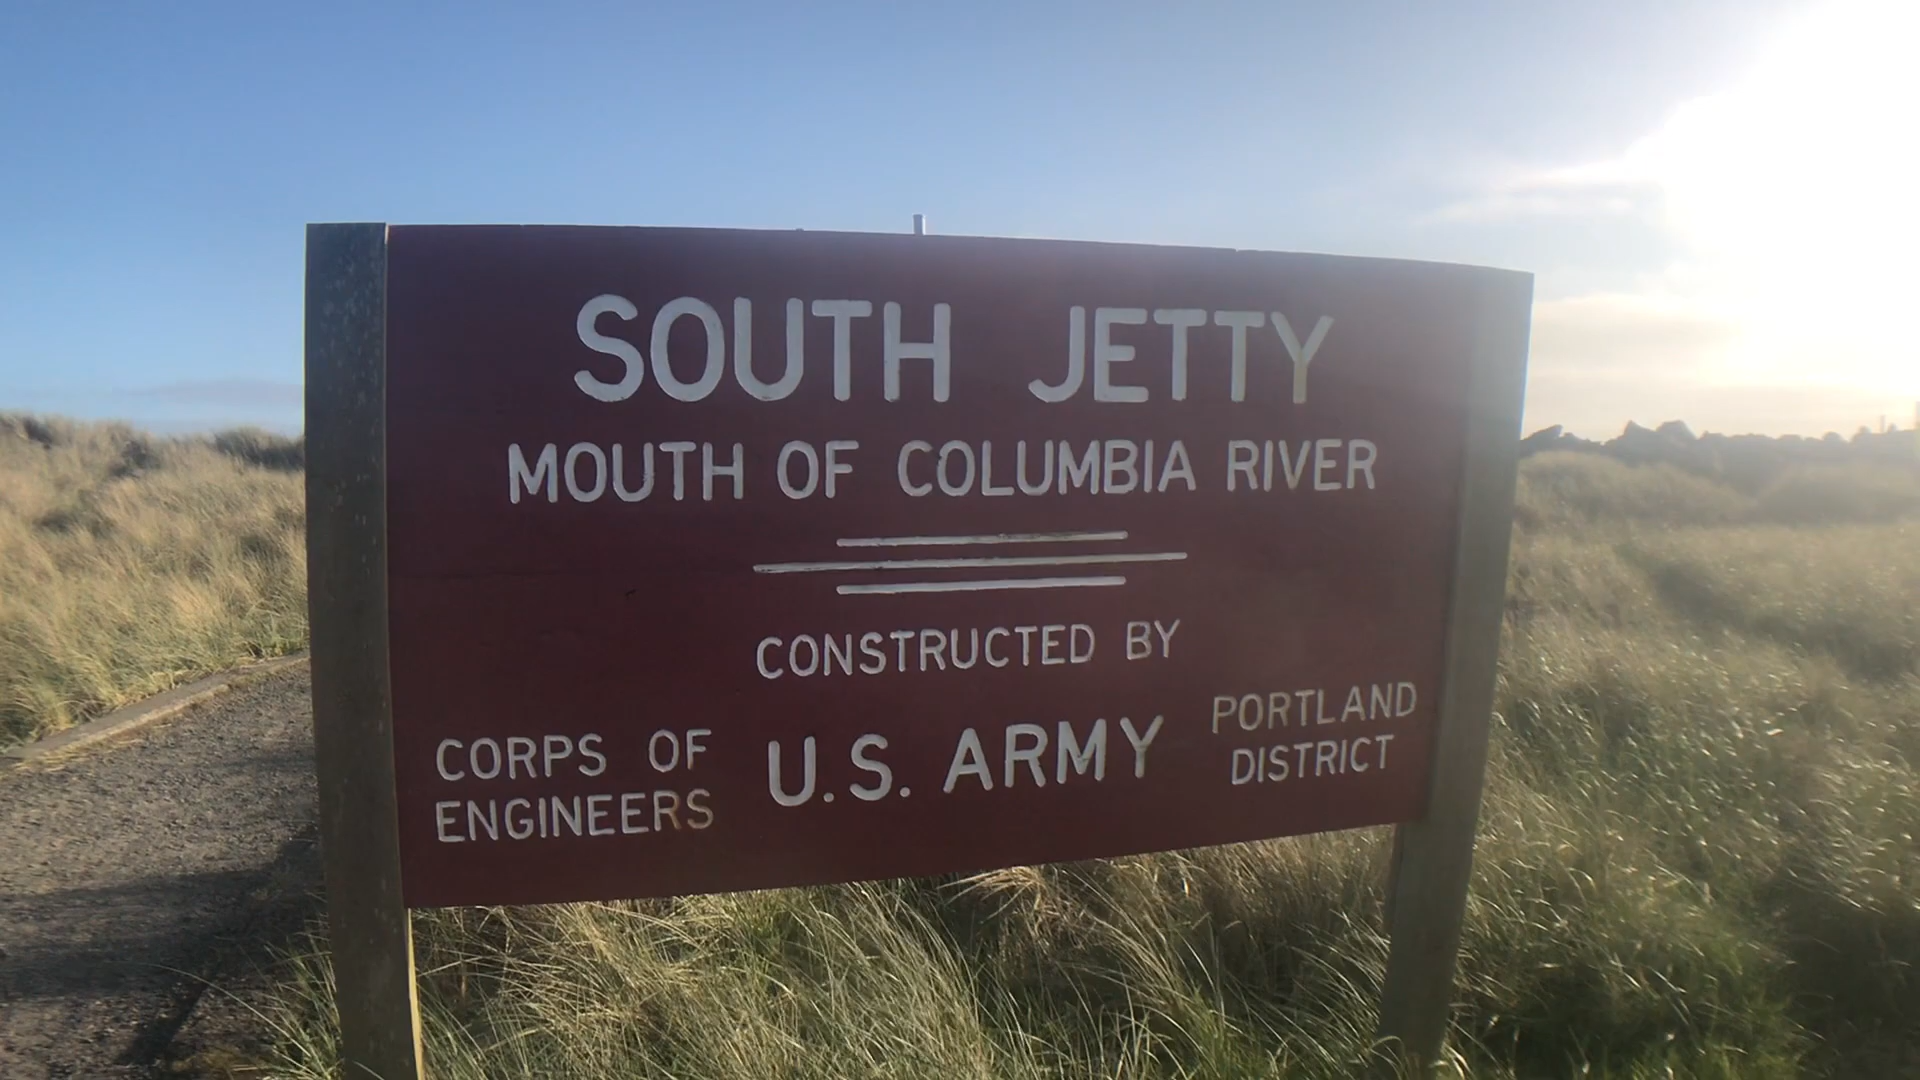 SOUTH JETTY
MOUTH OF COLUMBIA RIVER
CONSTRUCTED BY
CORPS OF
ENGINEERS
U.S. ARMY
PORTLAND
DISTRICT